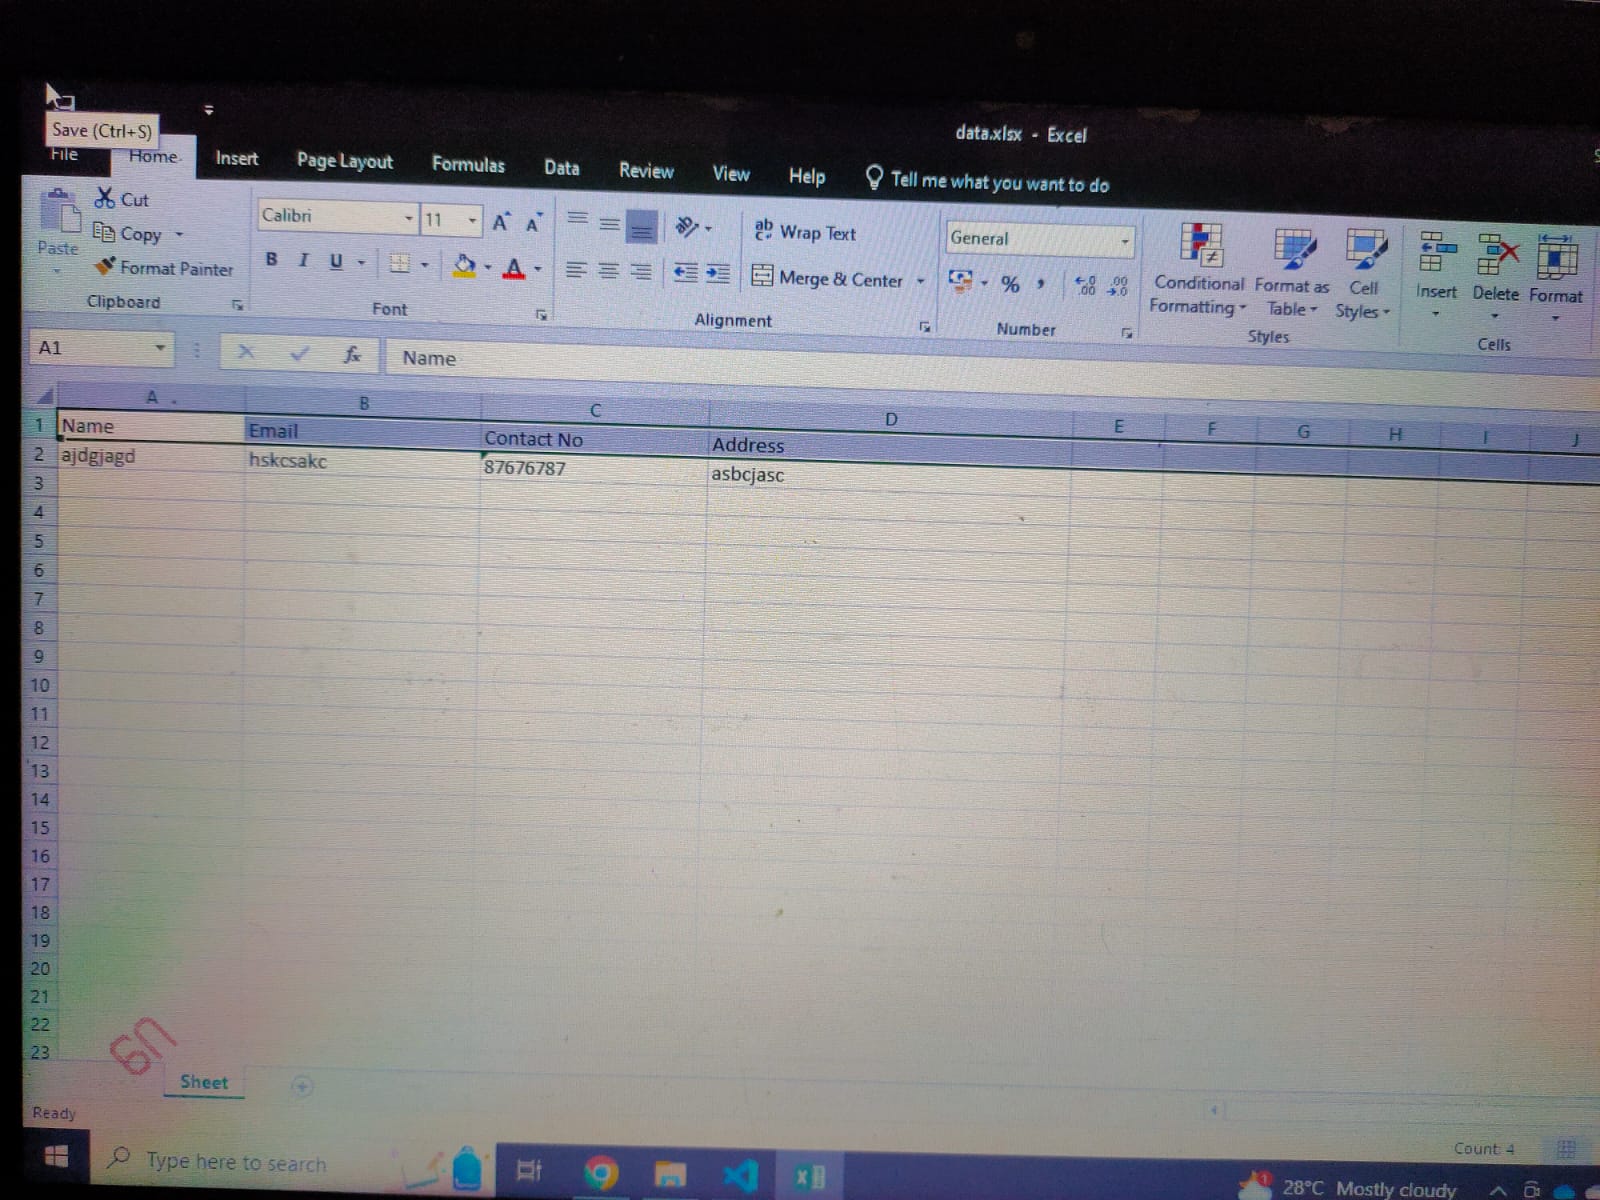 Save (Ctrl+S)
data.xlsx - Excel
File Home Insert Page Layout Formulas Data Review View Help Tell me what you want to do
Paste
Cut
Copy
Format Painter
Clipboard
Calibri 11
B I U
Font
Wrap Text
Merge & Center
Alignment
General
%
Number
Conditional Formatting
Format as Table
Cell Styles
Styles
Insert Delete Format
Cells
A1 fx Name
A B C D E F G H I J
1 Name Email Contact No Address
2 ajdgjagd hskcsakc 87676787 asbcjasc
3
4
5
6
7
8
9
10
11
12
13
14
15
16
17
18
19
20
21
22
23
Sheet
Ready
Count: 4
Type here to search
1 28°C Mostly cloudy